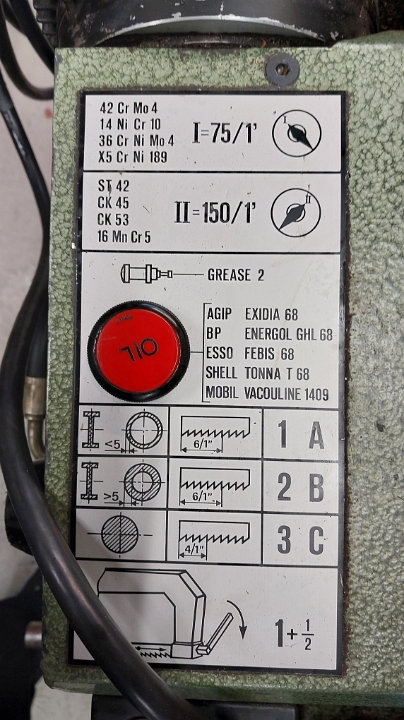 42 Cr Mo 4
14 Ni Cr 10
36 Cr Ni Mo 4
X5 Cr Ni 189
I=75/1'
I
ST 42
CK 45
CK 53
16 Mn Cr 5
II=150/1'
II
GREASE 2
OIL
AGIP EXIDIA 68
BP ENERGOL GHL 68
ESSO FEBIS 68
SHELL TONNA T 68
MOBIL VACOULINE 1409
<5
6/1"
1 A
>5
6/1"
2 B
4/1"
3 C
1+1/2